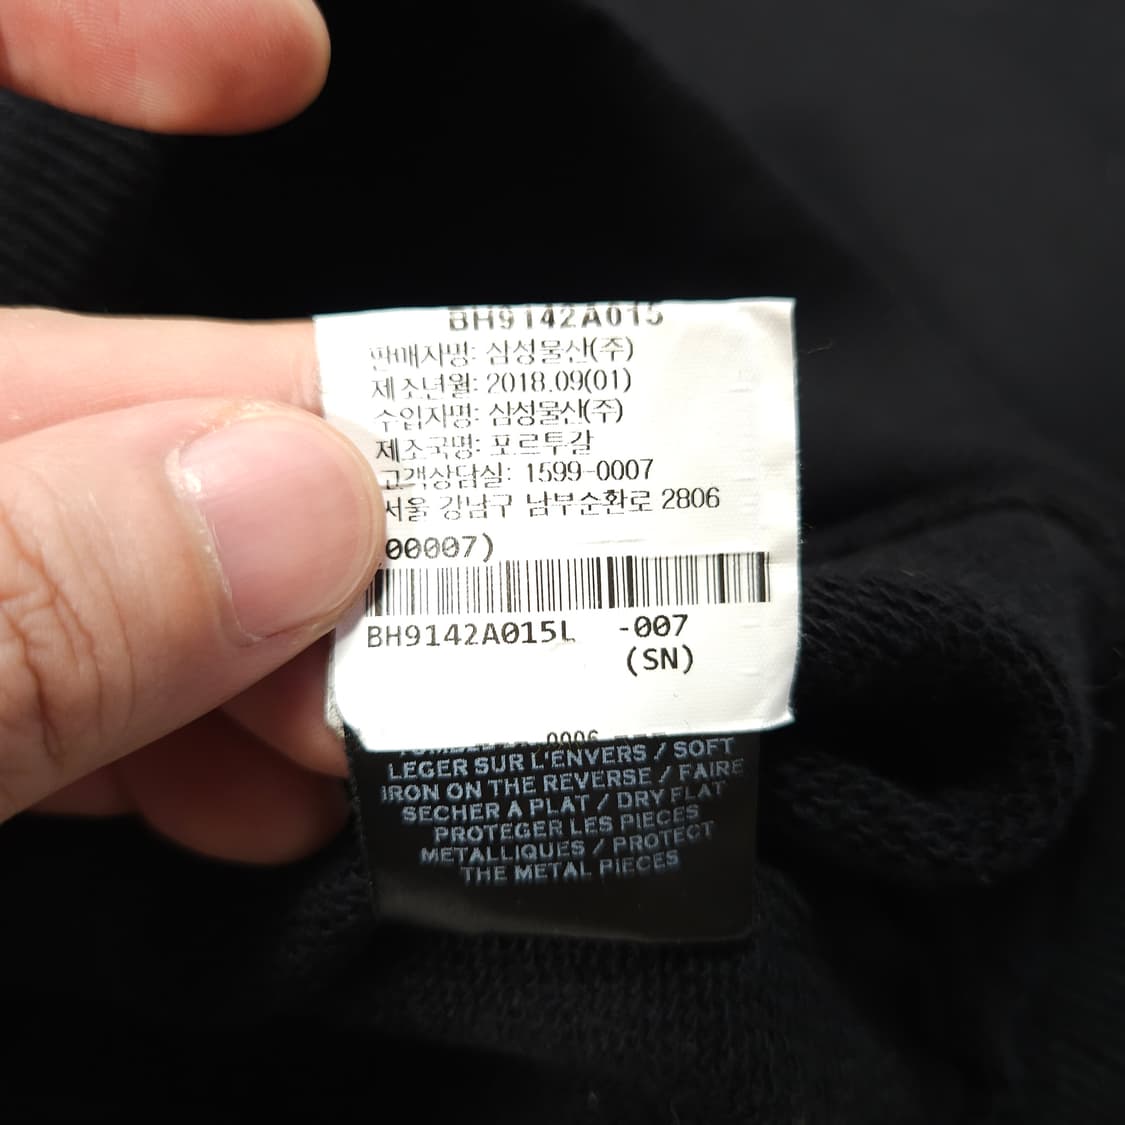 BH9142A015
판매자명: 삼성물산(주)
제조년월: 2018.09(01)
수입자명: 삼성물산(주)
제조국명: 포르투갈
고객상담실: 1599-0007
서울 강남구 남부순환로 2806
00007)
BH9142A015L -007
(SN)
LEGER SUR L'ENVERS / SOFT
IRON ON THE REVERSE / FAIRE
SECHER A PLAT / DRY FLAT
PROTEGER LES PIECES
METALLIQUES / PROTECT
THE METAL PIECES